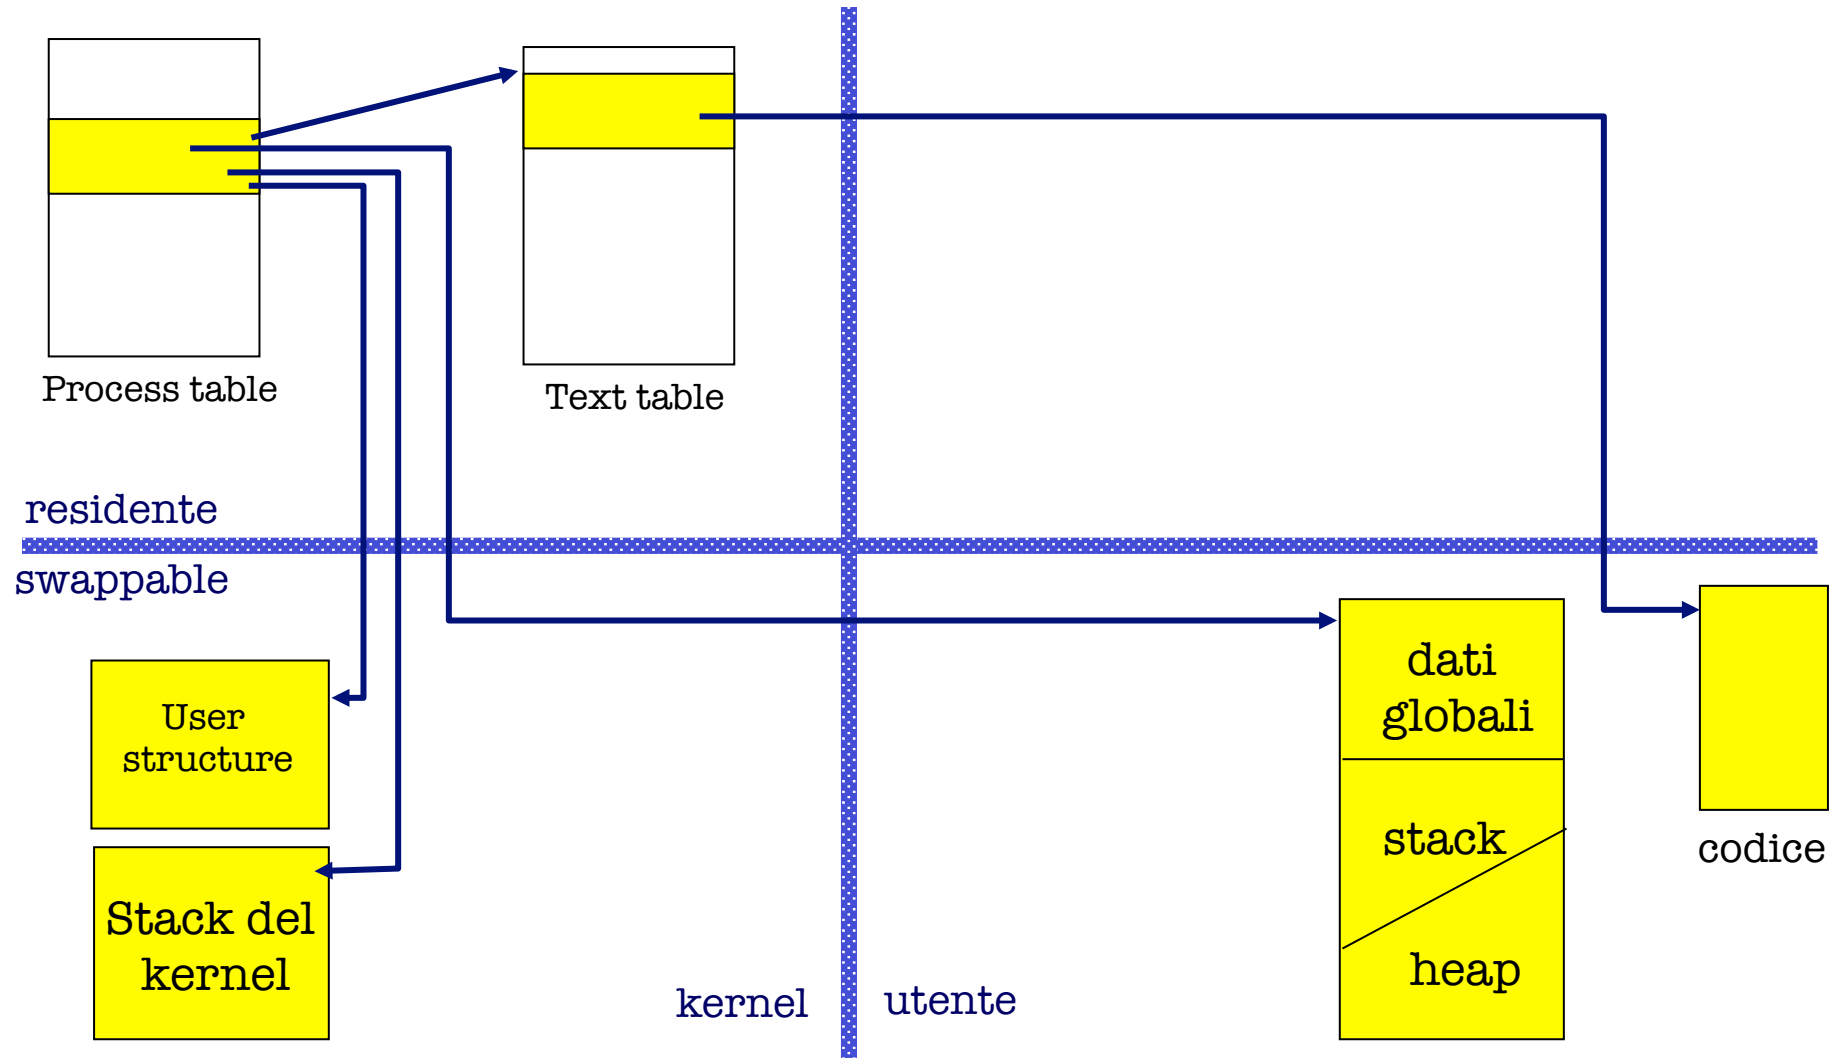 Process table
Text table
residente
swappable
User
structure
Stack del
kernel
kernel
utente
dati
globali
stack
heap
codice